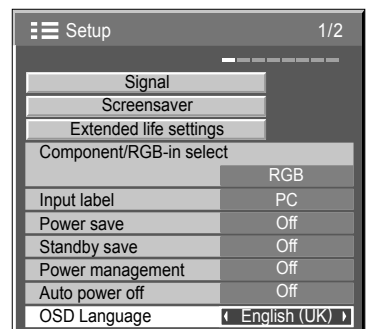 Setup 1/2
Signal
Screensaver
Extended life settings
Component/RGB-in select
RGB
Input label PC
Power save Off
Standby save Off
Power management Off
Auto power off Off
OSD Language English (UK)